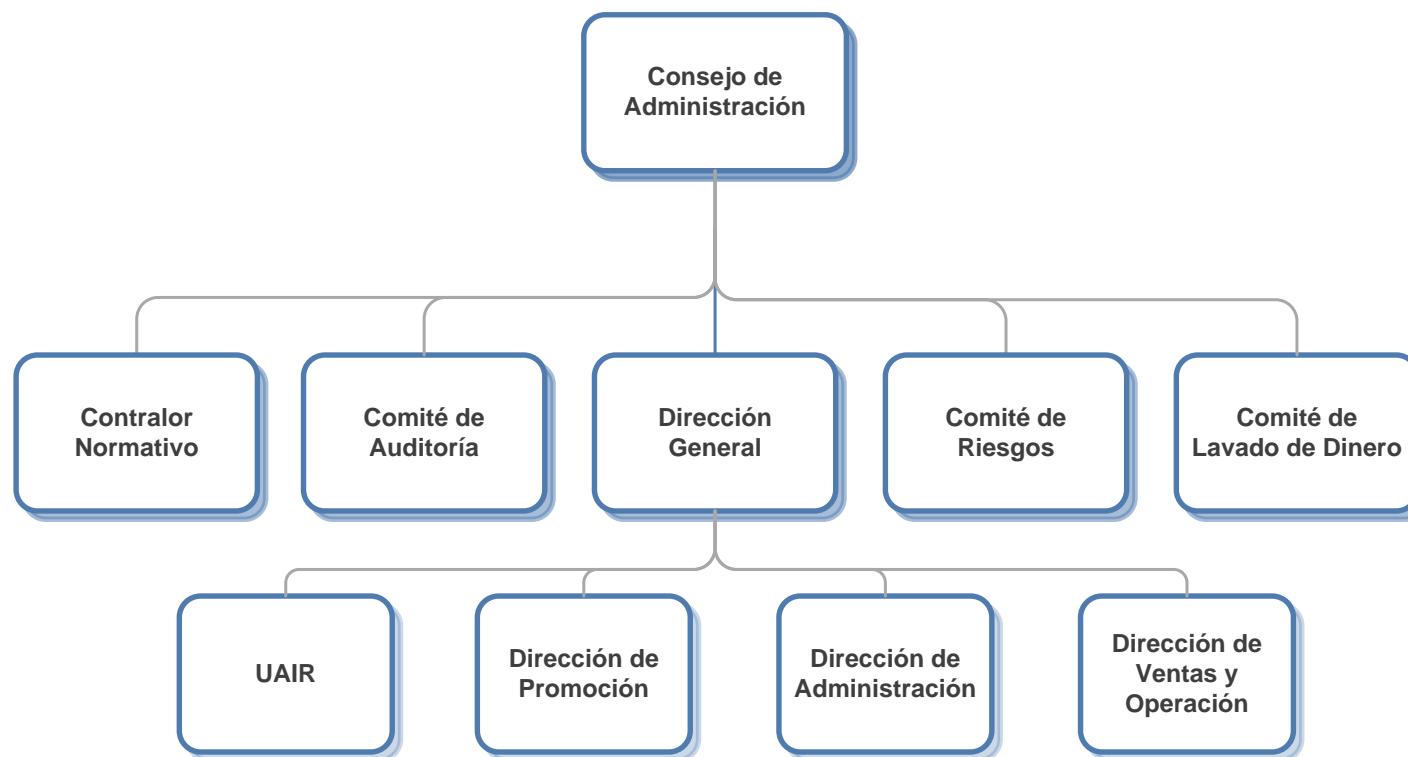 Consejo de
Administración
Contralor
Normativo
Comité de
Auditoría
Dirección
General
Comité de
Riesgos
Comité de
Lavado de Dinero
UAIR
Dirección de
Promoción
Dirección de
Administración
Dirección de
Ventas y
Operación